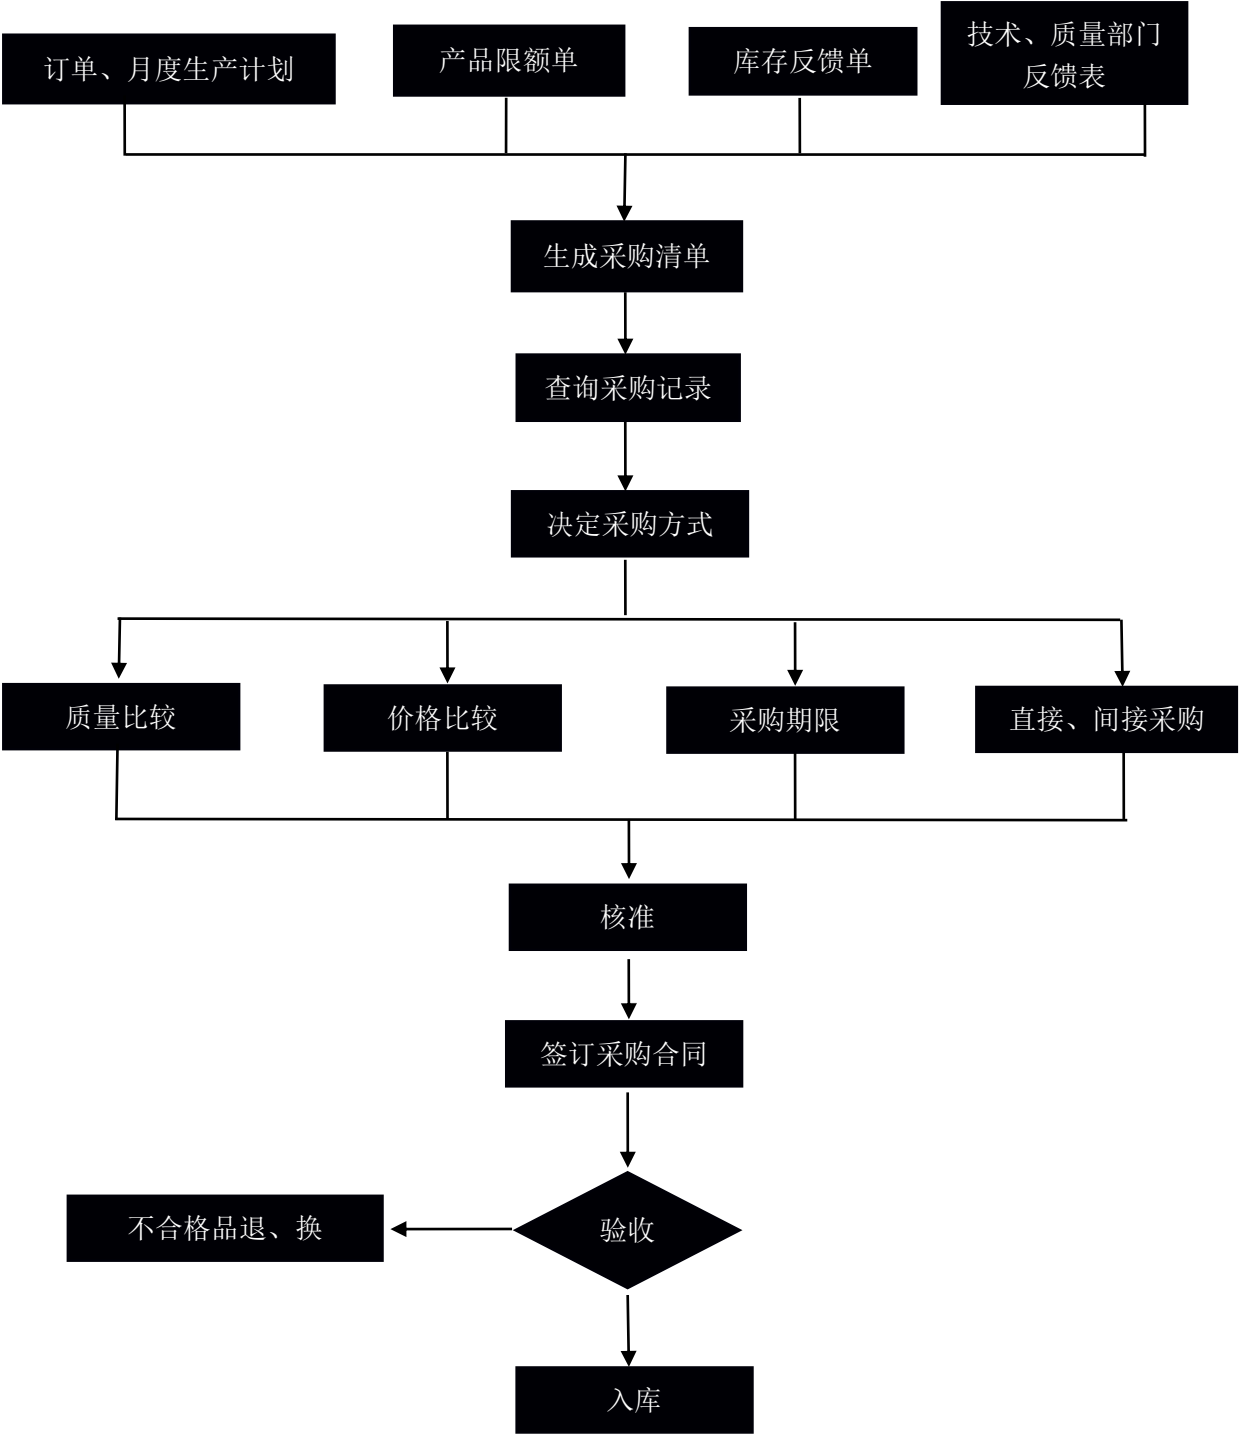 订单、月度生产计划
产品限额单
库存反馈单
技术、质量部门
反馈表
生成采购清单
查询采购记录
决定采购方式
质量比较
价格比较
采购期限
直接、间接采购
核准
签订采购合同
验收
不合格品退、换
入库